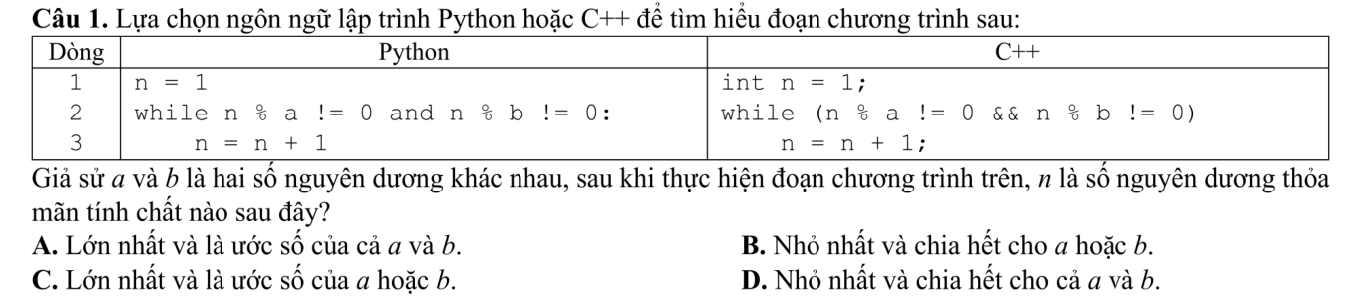 Câu 1. Lựa chọn ngôn ngữ lập trình Python hoặc C++ để tìm hiểu đoạn chương trình sau:
Dòng Python C++
1 n = 1 int n = 1;
2 while n % a != 0 and n % b != 0: while (n % a != 0 && n % b != 0)
3 n = n + 1 n = n + 1;
Giả sử a và b là hai số nguyên dương khác nhau, sau khi thực hiện đoạn chương trình trên, n là số nguyên dương thỏa
mãn tính chất nào sau đây?
A. Lớn nhất và là ước số của cả a và b. B. Nhỏ nhất và chia hết cho a hoặc b.
C. Lớn nhất và là ước số của a hoặc b. D. Nhỏ nhất và chia hết cho cả a và b.